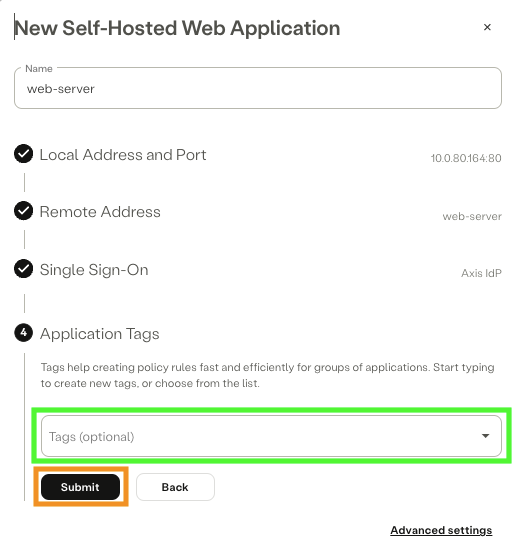 New Self-Hosted Web Application
×
Name
web-server
Local Address and Port
10.0.80.164:80
Remote Address
web-server
Single Sign-On
Axis IdP
4
Application Tags
Tags help creating policy rules fast and efficiently for groups of applications. Start typing
to create new tags, or choose from the list.
Tags (optional)
Submit
Back
Advanced settings